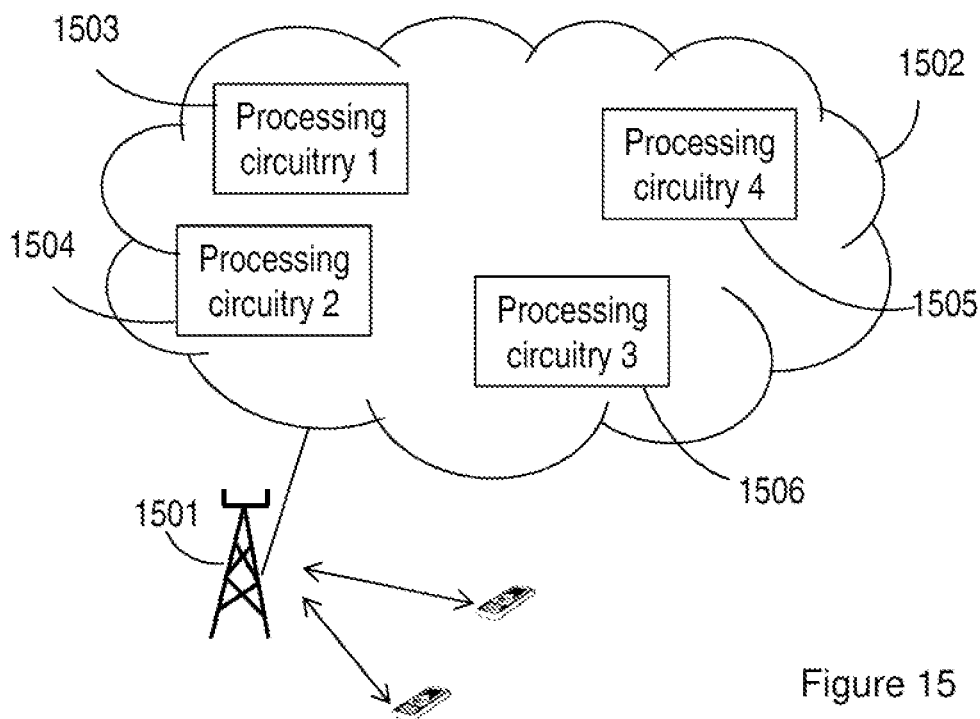 1503
Processing
circuitrry 1
1502
Processing
circuitry 4
1504
Processing
circuitry 2
Processing
circuitry 3
1505
1506
1501
Figure 15